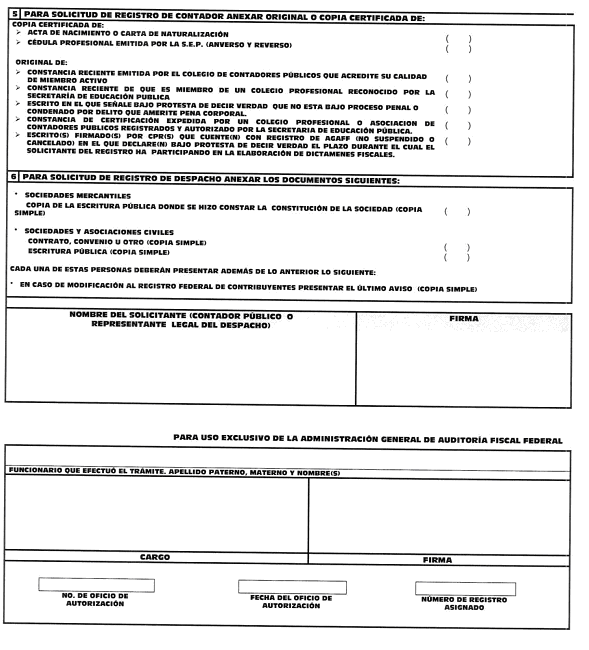 5 PARA SOLICITUD DE REGISTRO DE CONTADOR ANEXAR ORIGINAL O COPIA CERTIFICADA DE:
COPIA CERTIFICADA DE:
➢ ACTA DE NACIMIENTO O CARTA DE NATURALIZACIÓN ( )
➢ CÉDULA PROFESIONAL EMITIDA POR LA S.E.P. (ANVERSO Y REVERSO) ( )
ORIGINAL DE:
➢ CONSTANCIA RECIENTE EMITIDA POR EL COLEGIO DE CONTADORES PÚBLICOS QUE ACREDITE SU CALIDAD ( )
DE MIEMBRO ACTIVO
➢ CONSTANCIA RECIENTE DE QUE ES MIEMBRO DE UN COLEGIO PROFESIONAL RECONOCIDO POR LA ( )
SECRETARÍA DE EDUCACIÓN PUBLICA
➢ ESCRITO EN EL QUE SEÑALE BAJO PROTESTA DE DECIR VERDAD QUE NO ESTA BAJO PROCESO PENAL O ( )
CONDENADO POR DELITO QUE AMERITE PENA CORPORAL.
➢ CONSTANCIA DE CERTIFICACIÓN EXPEDIDA POR UN COLEGIO PROFESIONAL O ASOCIACION DE ( )
CONTADORES PUBLICOS REGISTRADOS Y AUTORIZADO POR LA SECRETARIA DE EDUCACIÓN PÚBLICA.
➢ ESCRITO(S) FIRMADO(S) POR CPR(S) QUE CUENTE(N) CON REGISTRO DE AGAFF (NO SUSPENDIDO O ( )
CANCELADO) EN EL QUE DECLARE(N) BAJO PROTESTA DE DECIR VERDAD EL PLAZO DURANTE EL CUAL EL
SOLICITANTE DEL REGISTRO HA PARTICIPANDO EN LA ELABORACIÓN DE DICTAMENES FISCALES.
6 PARA SOLICITUD DE REGISTRO DE DESPACHO ANEXAR LOS DOCUMENTOS SIGUIENTES:
• SOCIEDADES MERCANTILES
COPIA DE LA ESCRITURA PÚBLICA DONDE SE HIZO CONSTAR LA CONSTITUCIÓN DE LA SOCIEDAD (COPIA ( )
SIMPLE)
• SOCIEDADES Y ASOCIACIONES CIVILES
CONTRATO, CONVENIO U OTRO (COPIA SIMPLE) ( )
ESCRITURA PÚBLICA (COPIA SIMPLE) ( )
CADA UNA DE ESTAS PERSONAS DEBERÁN PRESENTAR ADEMÁS DE LO ANTERIOR LO SIGUIENTE:
• EN CASO DE MODIFICACIÓN AL REGISTRO FEDERAL DE CONTRIBUYENTES PRESENTAR EL ÚLTIMO AVISO (COPIA SIMPLE)
NOMBRE DEL SOLICITANTE (CONTADOR PÚBLICO O
REPRESENTANTE LEGAL DEL DESPACHO)
FIRMA
PARA USO EXCLUSIVO DE LA ADMINISTRACIÓN GENERAL DE AUDITORÍA FISCAL FEDERAL
FUNCIONARIO QUE EFECTUÓ EL TRÁMITE. APELLIDO PATERNO, MATERNO Y NOMBRE(S)
CARGO
FIRMA
NO. DE OFICIO DE
AUTORIZACIÓN
FECHA DEL OFICIO DE
AUTORIZACIÓN
NÚMERO DE REGISTRO
ASIGNADO